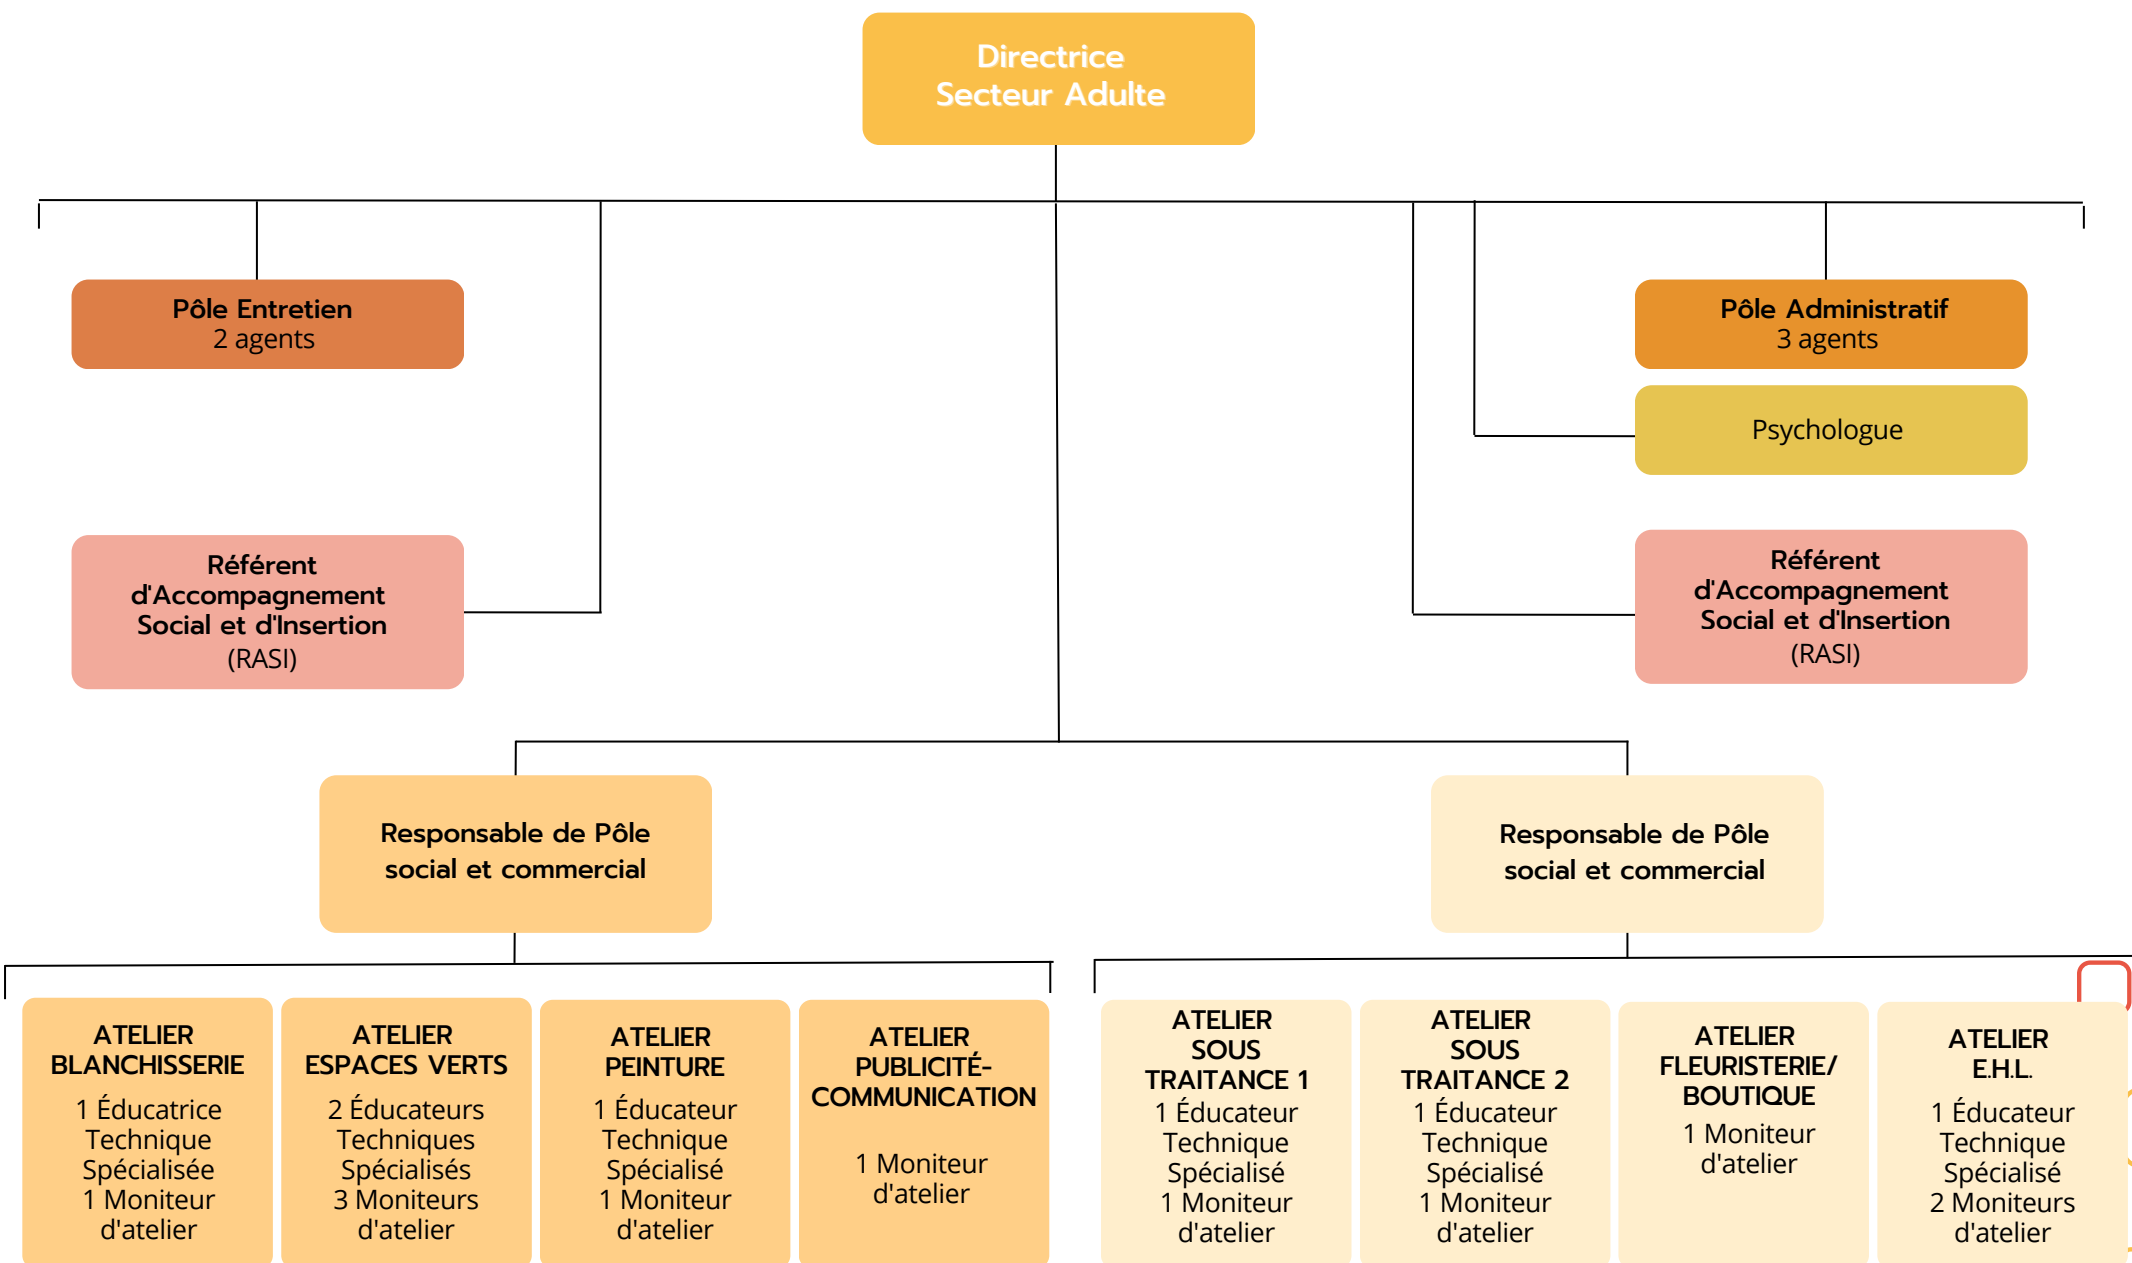 Directrice
Secteur Adulte
Pôle Entretien
2 agents
Pôle Administratif
3 agents
Psychologue
Référent
d'Accompagnement
Social et d'Insertion
(RASI)
Référent
d'Accompagnement
Social et d'Insertion
(RASI)
Responsable de Pôle
social et commercial
Responsable de Pôle
social et commercial
ATELIER
BLANCHISSERIE
1 Éducatrice
Technique
Spécialisée
1 Moniteur
d'atelier
ATELIER
ESPACES VERTS
2 Éducateurs
Techniques
Spécialisés
3 Moniteurs
d'atelier
ATELIER
PEINTURE
1 Éducateur
Technique
Spécialisé
1 Moniteur
d'atelier
ATELIER
PUBLICITÉ-
COMMUNICATION
1 Moniteur
d'atelier
ATELIER
SOUS
TRAITANCE 1
1 Éducateur
Technique
Spécialisé
1 Moniteur
d'atelier
ATELIER
SOUS
TRAITANCE 2
1 Éducateur
Technique
Spécialisé
1 Moniteur
d'atelier
ATELIER
FLEURISTERIE/
BOUTIQUE
1 Moniteur
d'atelier
ATELIER
E.H.L.
1 Éducateur
Technique
Spécialisé
2 Moniteurs
d'atelier